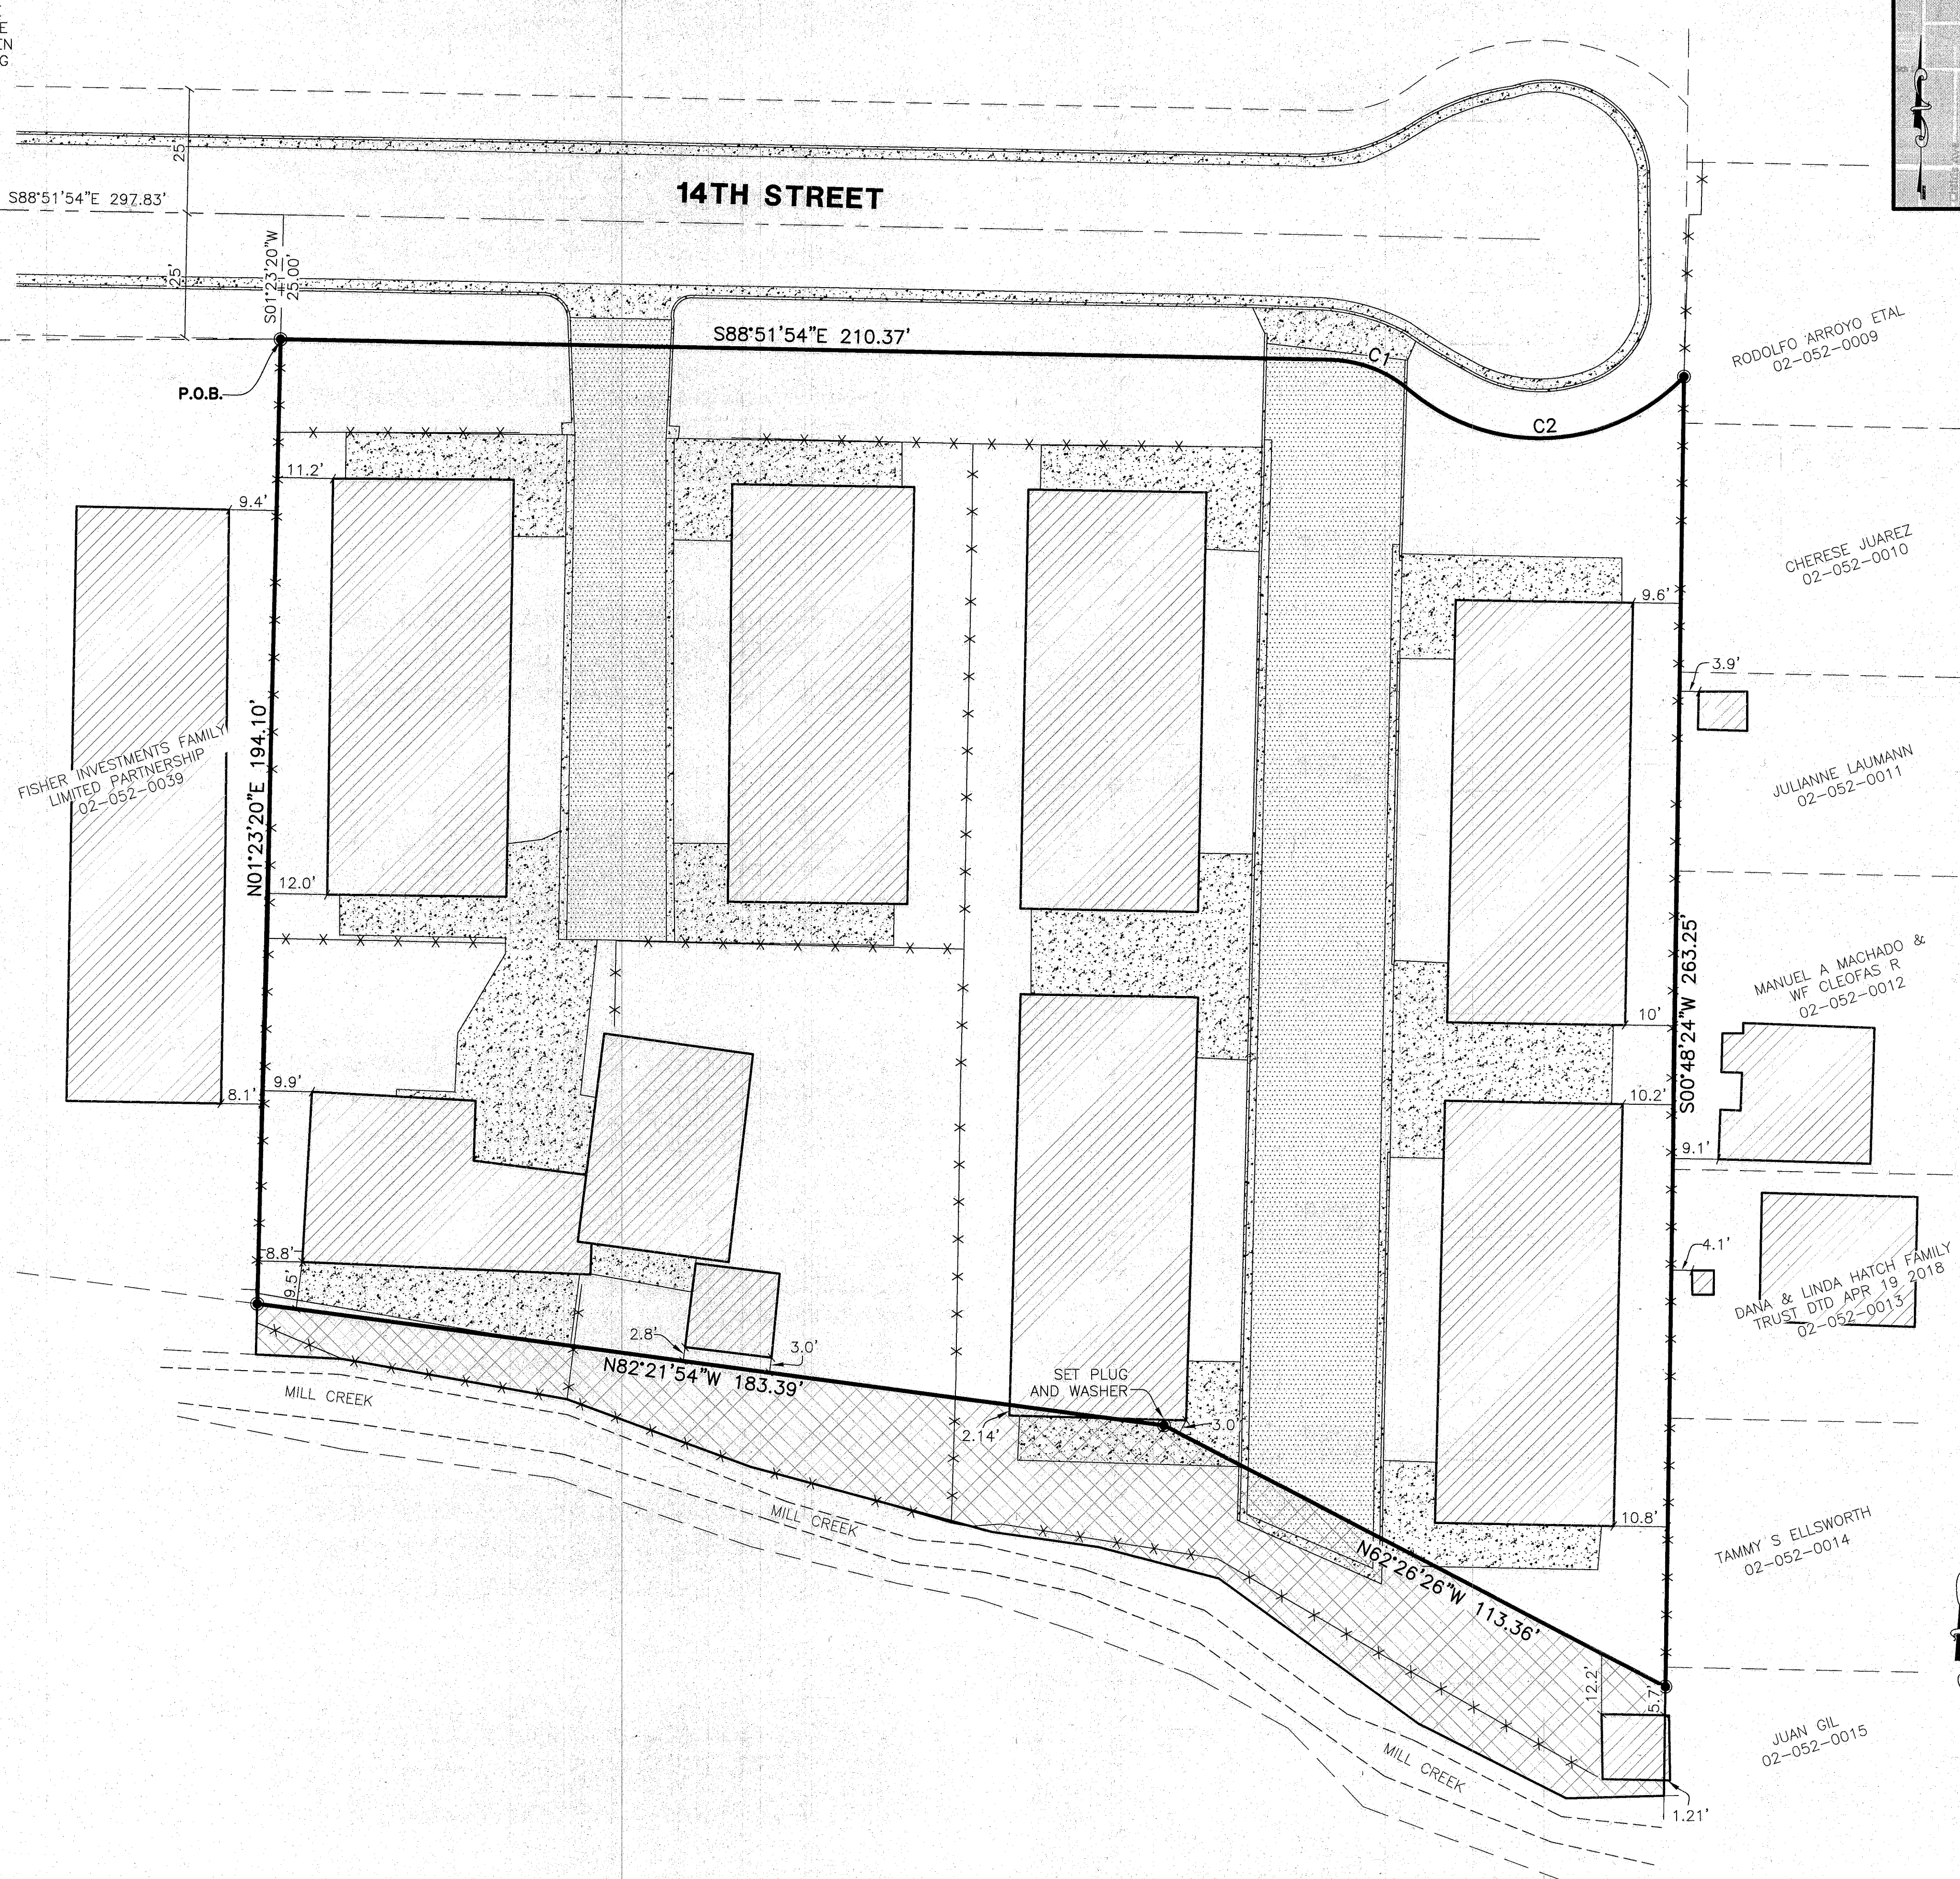 E
EN
G
25'
S88°51'54"E 297.83'
14TH STREET
25'
S01°23'20"W
25.00'
S88°51'54"E 210.37'
C1
C2
P.O.B.
RODOLFO ARROYO ETAL
02-052-0009
11.2'
9.4'
CHERESE JUAREZ
02-052-0010
9.6'
3.9'
N01°23'20"E 194.10'
FISHER INVESTMENTS FAMILY
LIMITED PARTNERSHIP
02-052-0039
JULIANNE LAUMANN
02-052-0011
12.0'
S00°48'24"W 263.25'
MANUEL A MACHADO &
WF CLEOFAS R
02-052-0012
10'
9.9'
8.1'
10.2'
9.1'
8.8'
9.5'
4.1'
DANA & LINDA HATCH FAMILY
TRUST DTD APR 19, 2018
02-052-0013
2.8'
3.0'
N82°21'54"W 183.39'
MILL CREEK
SET PLUG
AND WASHER
2.14'
3.0'
MILL CREEK
10.8'
TAMMY S ELLSWORTH
02-052-0014
N62°26'26"W 113.36'
12.2'
5.7'
JUAN GIL
02-052-0015
MILL CREEK
1.21'